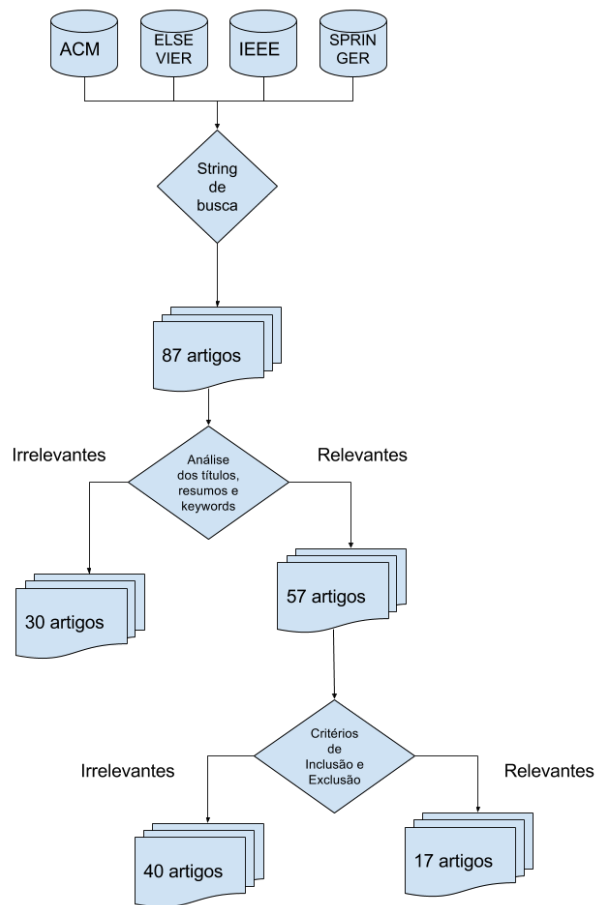 ACM
ELSE
VIER
IEEE
SPRIN
GER
String
de
busca
87 artigos
Irrelevantes
Análise
dos títulos,
resumos e
keywords
Relevantes
30 artigos
57 artigos
Irrelevantes
Critérios
de
Inclusão e
Exclusão
Relevantes
40 artigos
17 artigos